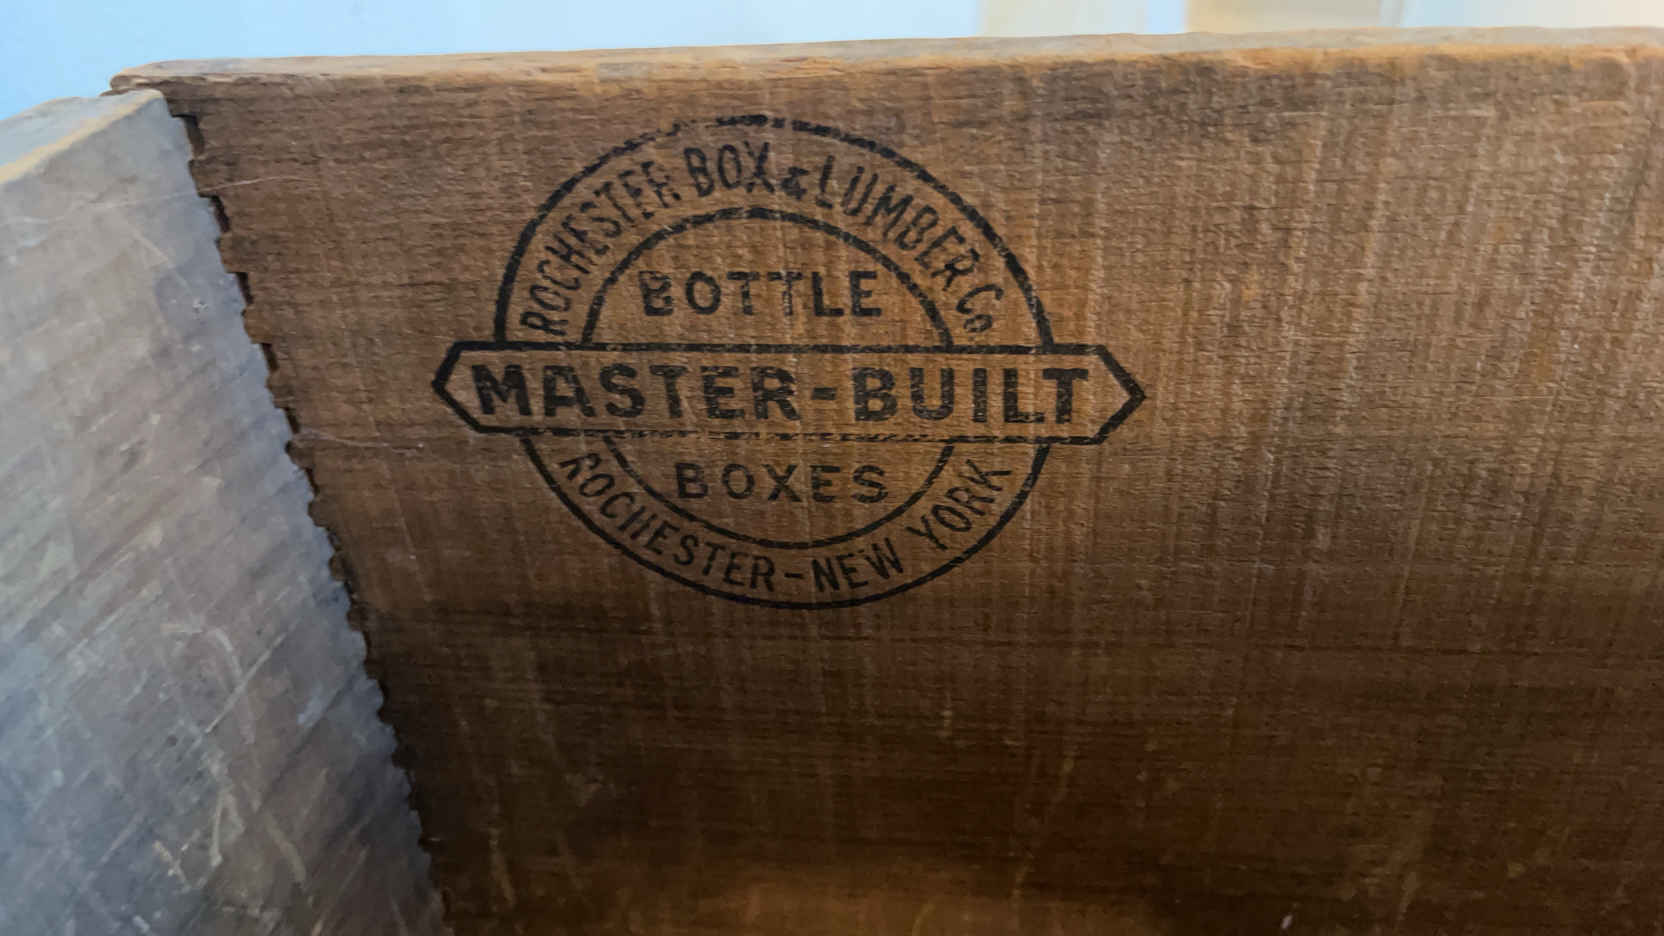 ROCHESTER BOX & LUMBER CO.
BOTTLE
MASTER-BUILT
BOXES
ROCHESTER-NEW YORK